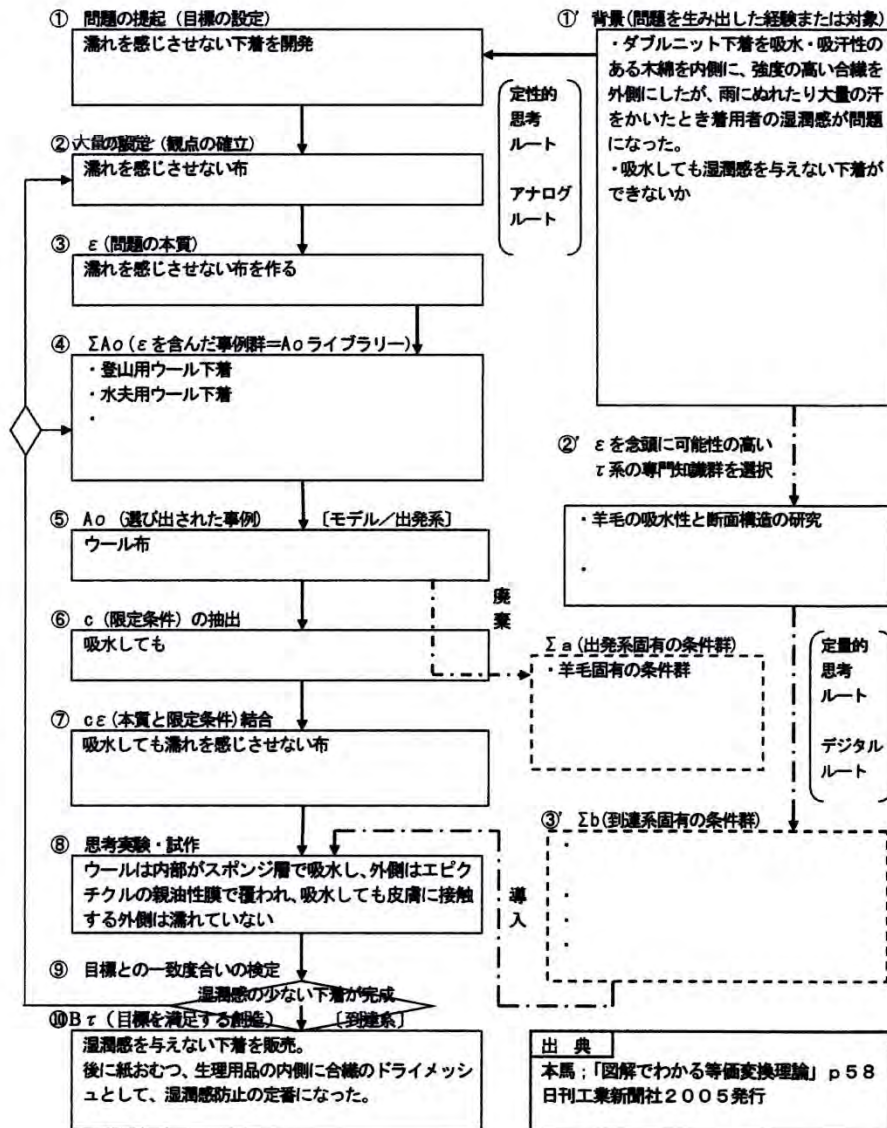 ① 問題の提起(目標の設定)
濡れを感じさせない下着を開発
①′ 背景(問題を生み出した経験または対象)
・ダブルニット下着を吸水・吸汗性の
ある木綿を内側に、強度の高い合繊を
外側にしたが、雨にぬれたり大量の汗
をかいたとき着用者の湿潤感が問題
になった。
・吸水しても湿潤感を与えない下着が
できないか
定性的
思考
ルート
アナログ
ルート
(観点の確立)
濡れを感じさせない布
③ ε(問題の本質)
濡れを感じさせない布を作る
④ ΣAo(εを含んだ事例群=Aoライブラリー)
・登山用ウール下着
・水夫用ウール下着
・
②′ εを念頭に可能性の高い
τ系の専門知識群を選択
・羊毛の吸水性と断面構造の研究
・
⑤ Ao(選び出された事例) 〔モデル/出発系〕
ウール布
廃棄
⑥ c(限定条件)の抽出
吸水しても
Σa(出発系固有の条件群)
・羊毛固有の条件群
定量的
思考
ルート
デジタル
ルート
⑦ cε(本質と限定条件)結合
吸水しても濡れを感じさせない布
③′ Σb(到達系固有の条件群)
・
・
・
・
⑧ 思考実験・試作
ウールは内部がスポンジ層で吸水し、外側はエピク
チクルの親油性膜で覆われ、吸水しても皮膚に接触
する外側は濡れていない
導入
⑨ 目標との一致度合いの検定
湿潤感の少ない下着が完成
⑩Bτ(目標を満足する創造) 〔到達系〕
湿潤感を与えない下着を販売。
後に紙おむつ、生理用品の内側に合繊のドライメッシ
ュとして、湿潤感防止の定番になった。
出 典
本馬;「図解でわかる等価変換理論」p58
日刊工業新聞社2005発行